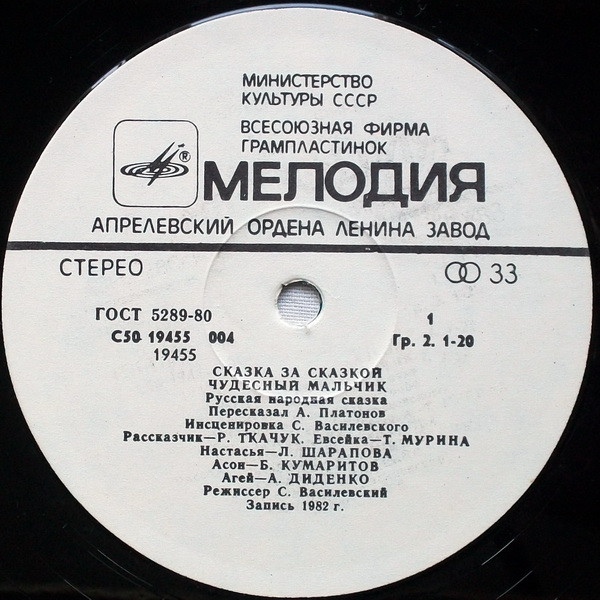 МИНИСТЕРСТВО
КУЛЬТУРЫ СССР
ВСЕСОЮЗНАЯ ФИРМА
ГРАМПЛАСТИНОК
®
МЕЛОДИЯ
АПРЕЛЕВСКИЙ ОРДЕНА ЛЕНИНА ЗАВОД
СТЕРЕО
33
ГОСТ 5289-80
С50 19455 004
19455
1
Гр. 2. 1-20
СКАЗКА ЗА СКАЗКОЙ
ЧУДЕСНЫЙ МАЛЬЧИК
Русская народная сказка
Пересказал А. Платонов
Инсценировка С. Василевского
Рассказчик—Р. ТКАЧУК. Евсейка—Т. МУРИНА
Настасья—Л. ШАРАПОВА
Асон—Б. КУМАРИТОВ
Агей—А. ДИДЕНКО
Режиссер С. Василевский
Запись 1982 г.